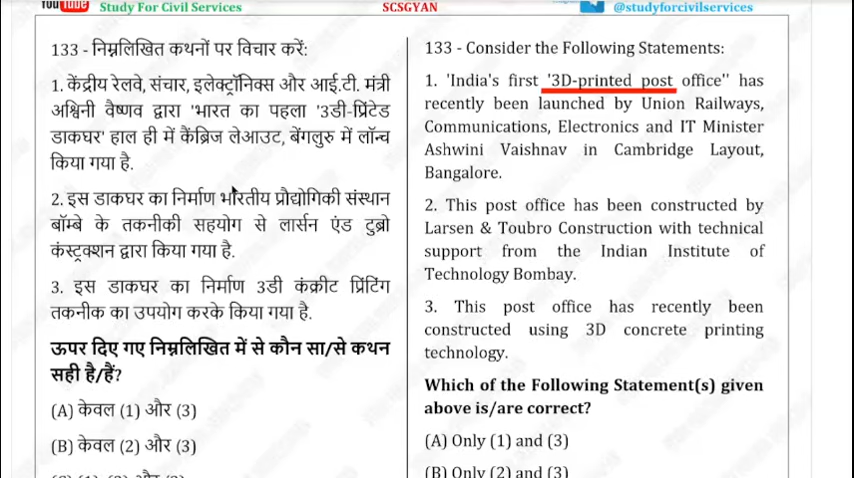 You Tube Study For Civil Services
SCSGYAN
@studyforcivilservices
133 - निम्नलिखित कथनों पर विचार करें:
1. केंद्रीय रेलवे, संचार, इलेक्ट्रॉनिक्स और आई.टी. मंत्री
अश्विनी वैष्णव द्वारा 'भारत का पहला '3डी-प्रिंटेड
डाकघर' हाल ही में कैंब्रिज लेआउट, बेंगलुरु में लॉन्च
किया गया है.
2. इस डाकघर का निर्माण भारतीय प्रौद्योगिकी संस्थान
बॉम्बे के तकनीकी सहयोग से लार्सन एंड टुब्रो
कंस्ट्रक्शन द्वारा किया गया है.
3. इस डाकघर का निर्माण 3डी कंक्रीट प्रिंटिंग
तकनीक का उपयोग करके किया गया है.
ऊपर दिए गए निम्नलिखित में से कौन सा/से कथन
सही है/हैं?
(A) केवल (1) और (3)
(B) केवल (2) और (3)
133 - Consider the Following Statements:
1. 'India's first '3D-printed post office'' has
recently been launched by Union Railways,
Communications, Electronics and IT Minister
Ashwini Vaishnav in Cambridge Layout,
Bangalore.
2. This post office has been constructed by
Larsen & Toubro Construction with technical
support from the Indian Institute of
Technology Bombay.
3. This post office has recently been
constructed using 3D concrete printing
technology.
Which of the Following Statement(s) given
above is/are correct?
(A) Only (1) and (3)
(B) Only (2) and (3)